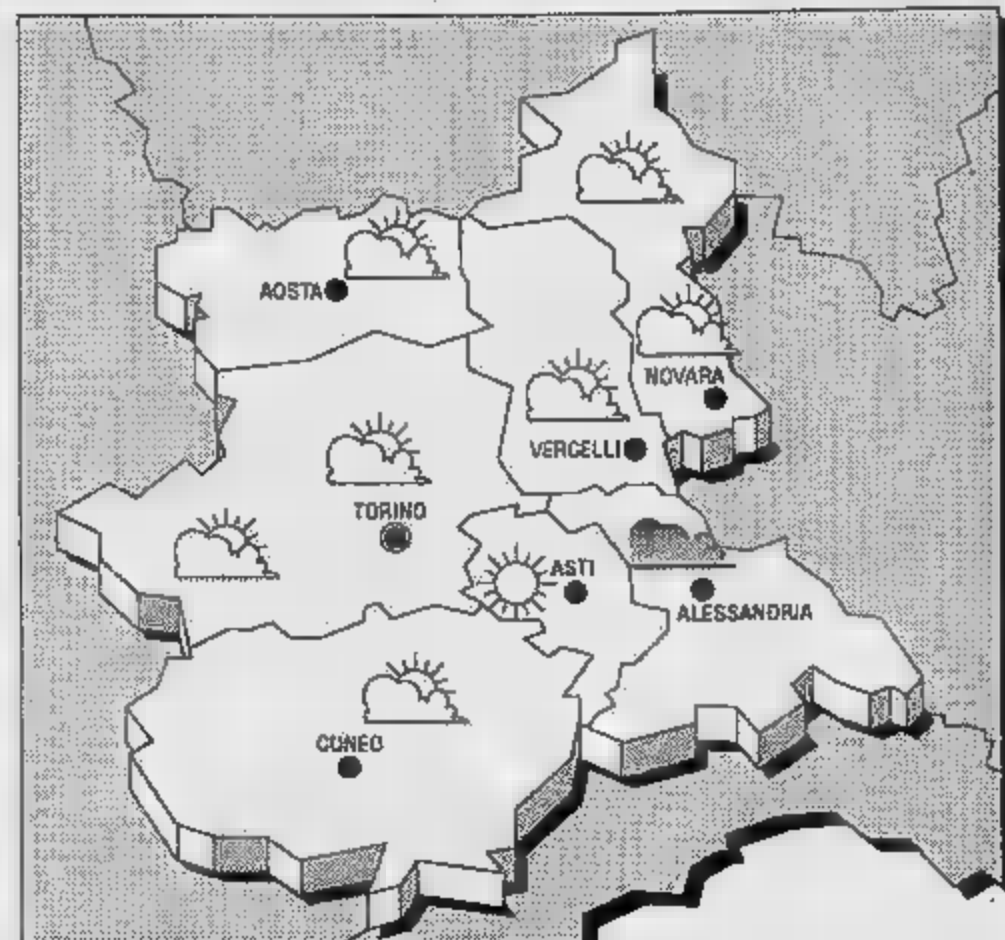 AOSTA
NOVARA
VERCELLI
TORINO
ASTI
ALESSANDRIA
CUNEO